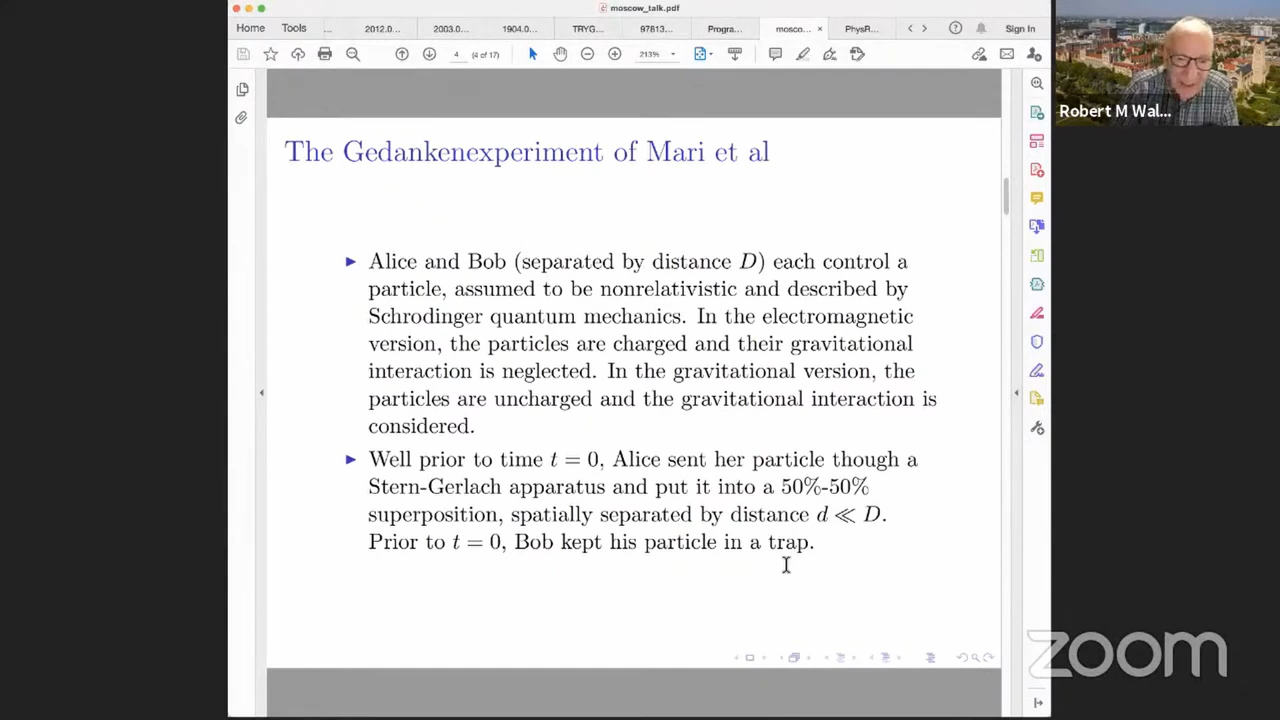 moscow_talk.pdf
Home Tools ... 2012.0... 2003.0... 1904.0... TRYG... 97813... Progra... mosco... × PhysR... Sign In
4 (4 of 17) 213%
Robert M Wal...
The Gedankenexperiment of Mari et al
Alice and Bob (separated by distance D) each control a
particle, assumed to be nonrelativistic and described by
Schrodinger quantum mechanics. In the electromagnetic
version, the particles are charged and their gravitational
interaction is neglected. In the gravitational version, the
particles are uncharged and the gravitational interaction is
considered.
Well prior to time t = 0, Alice sent her particle though a
Stern-Gerlach apparatus and put it into a 50%-50%
superposition, spatially separated by distance d ≪ D.
Prior to t = 0, Bob kept his particle in a trap.
zoom